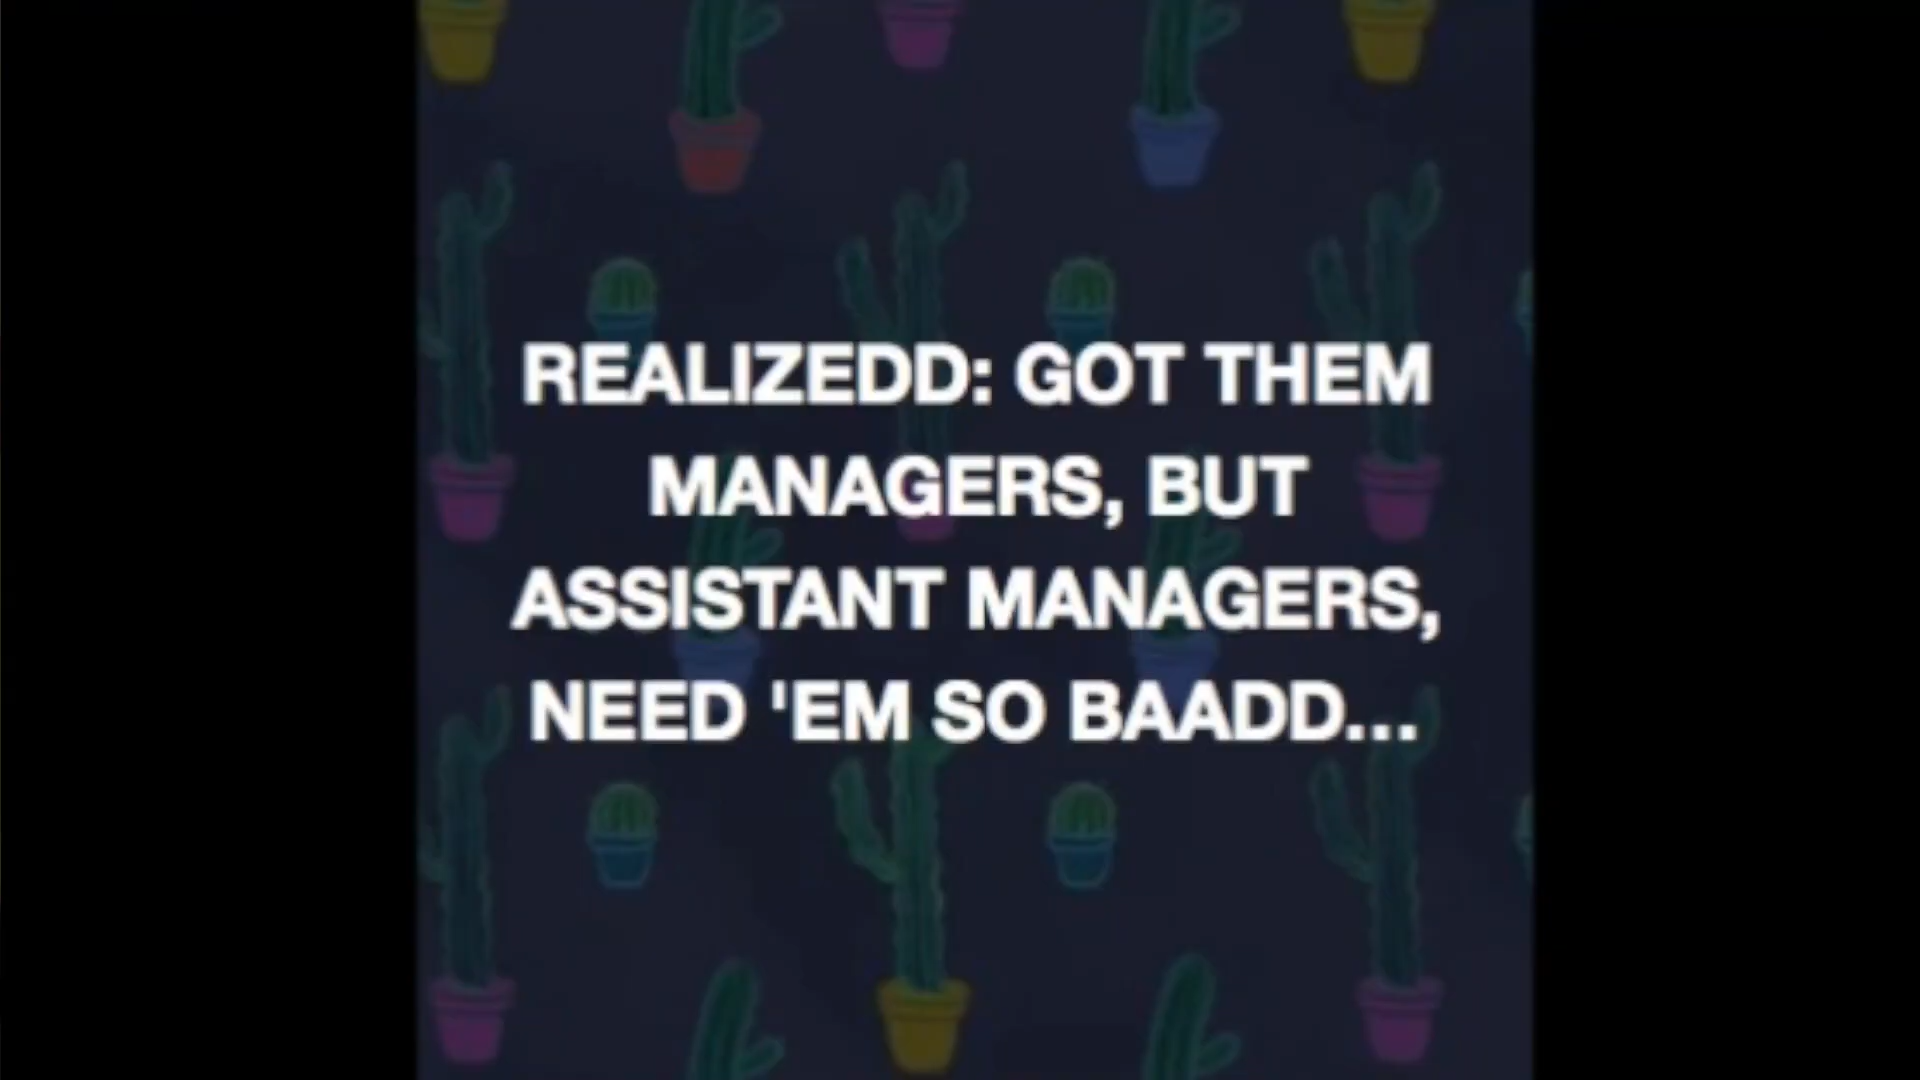 REALIZEDD: GOT THEM
MANAGERS, BUT
ASSISTANT MANAGERS,
NEED 'EM SO BAADD...